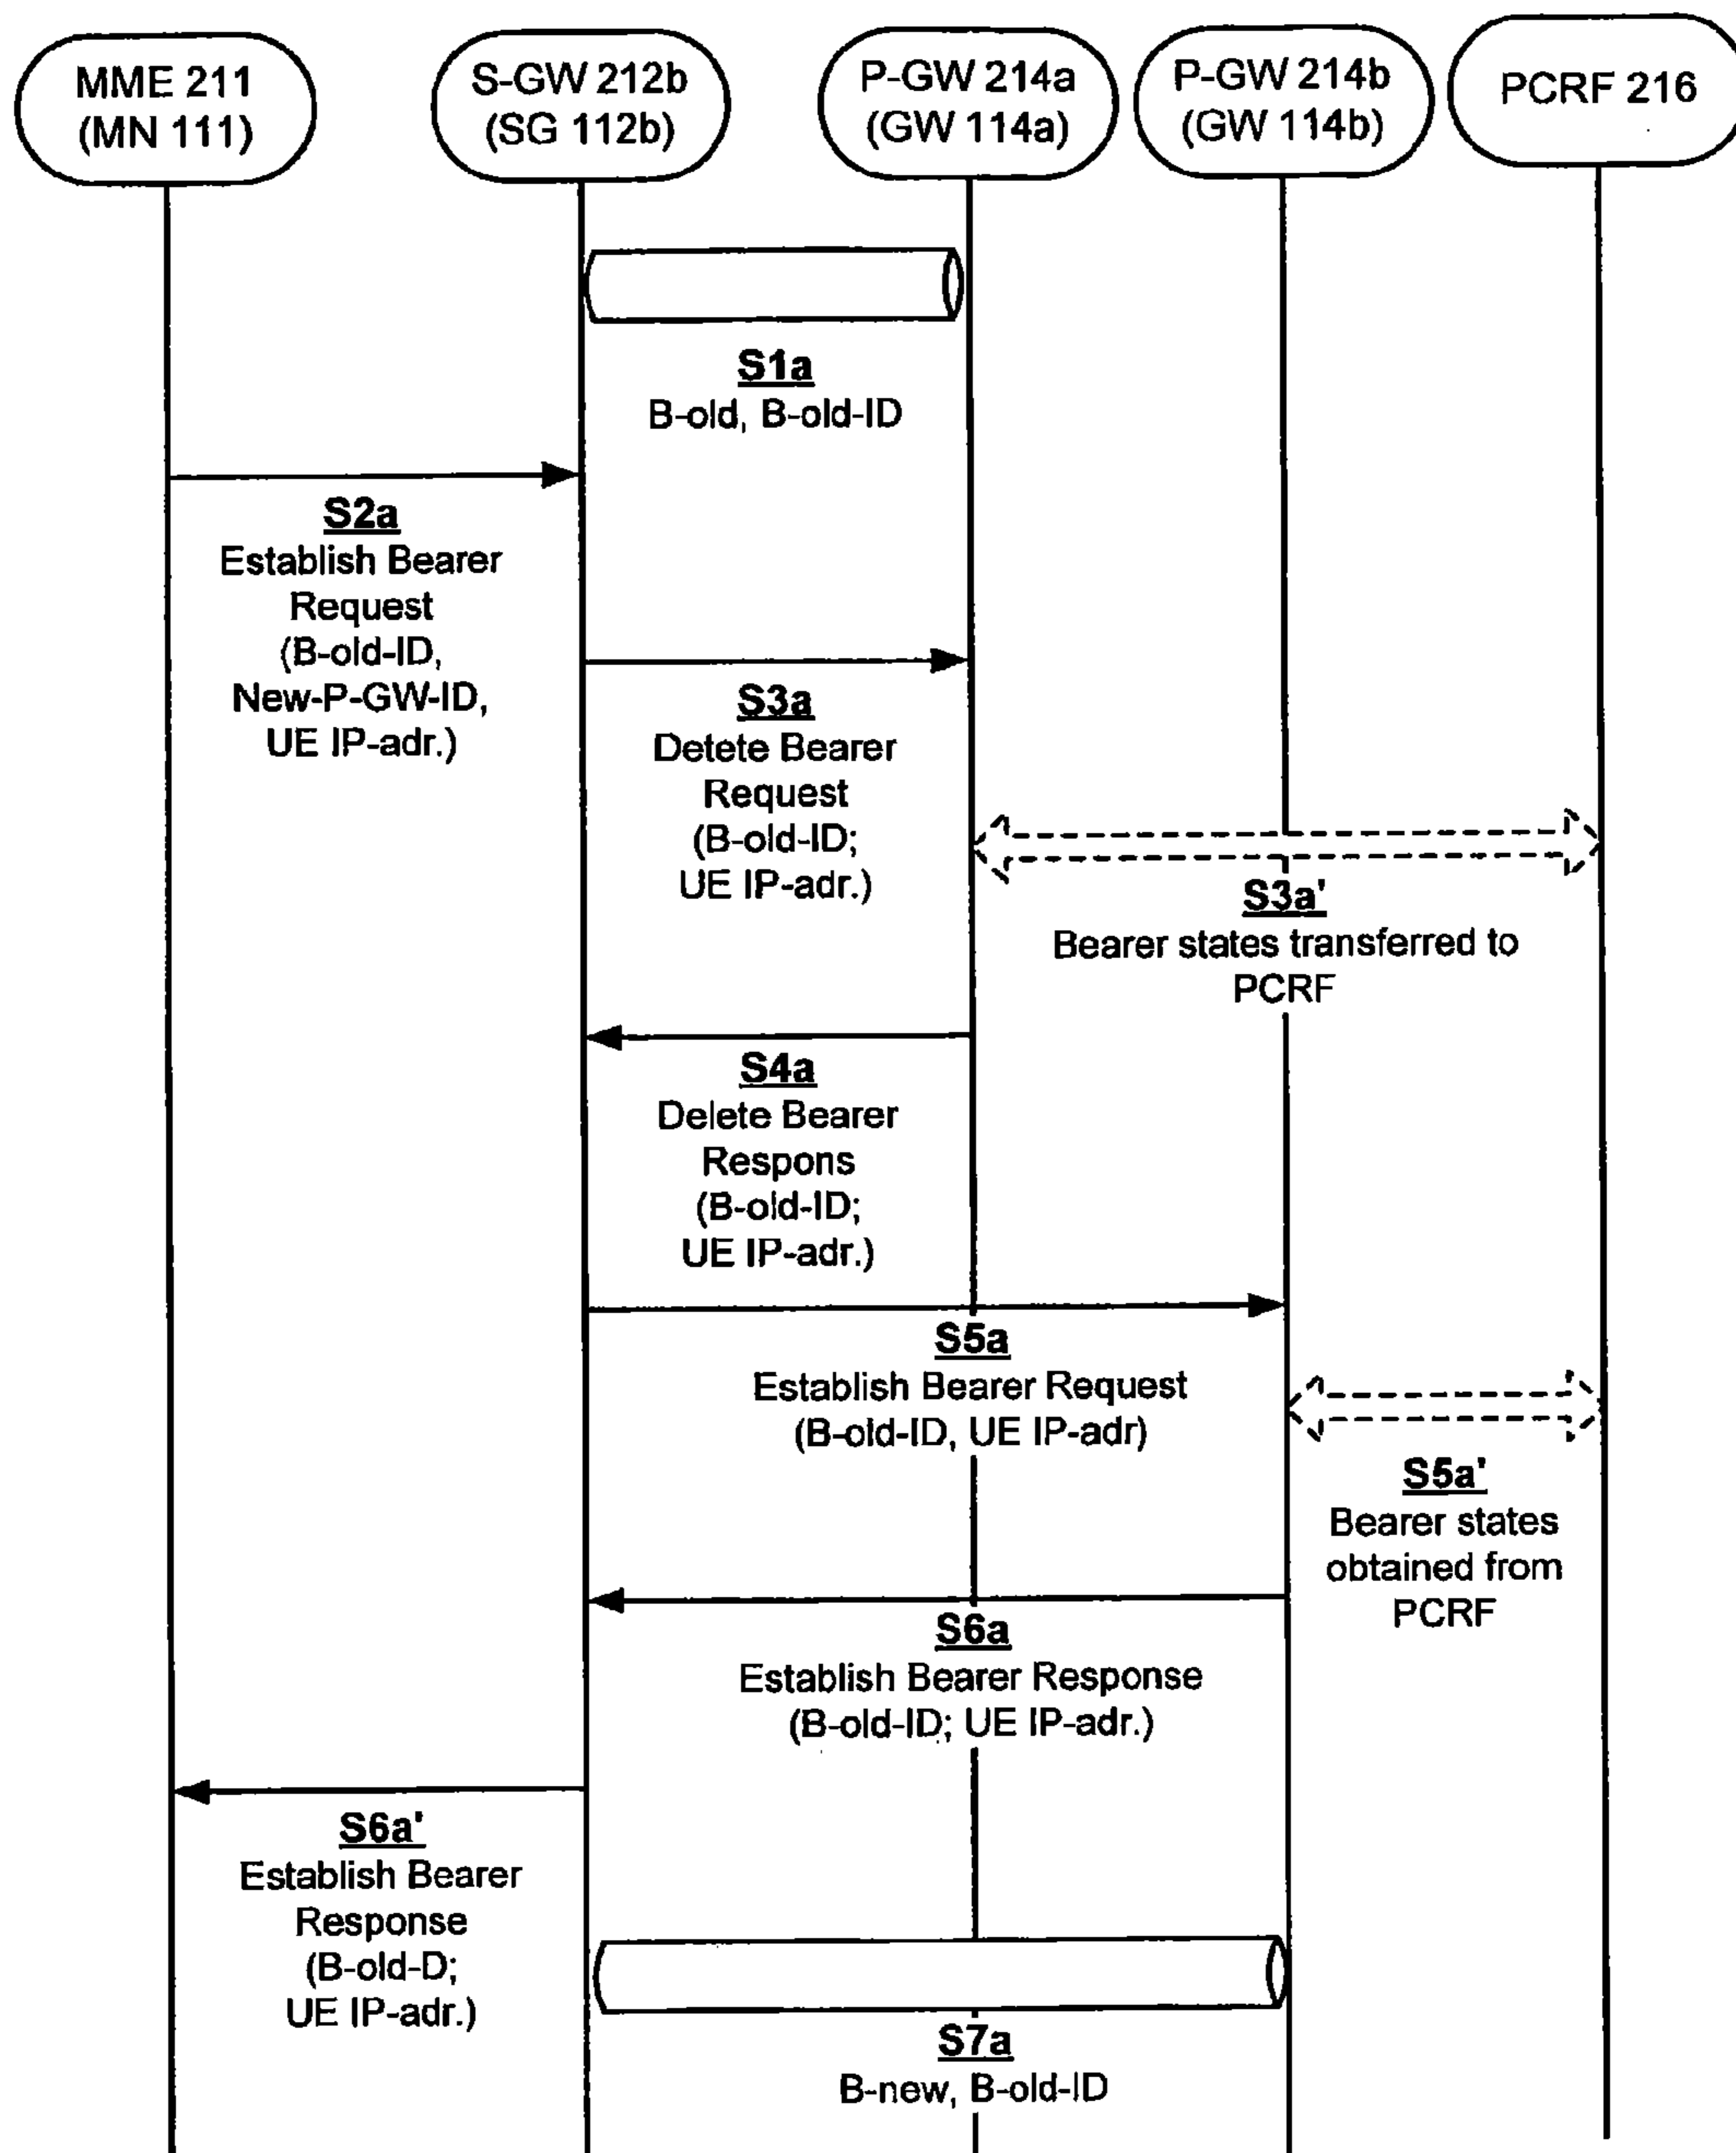 MME 211
(MN 111)
S-GW 212b
(SG 112b)
P-GW 214a
(GW 114a)
P-GW 214b
(GW 114b)
PCRF 216
S1a
B-old, B-old-ID
S2a
Establish Bearer
Request
(B-old-ID,
New-P-GW-ID,
UE IP-adr.)
S3a
Detete Bearer
Request
(B-old-ID;
UE IP-adr.)
S3a'
Bearer states transferred to
PCRF
S4a
Delete Bearer
Respons
(B-old-ID;
UE IP-adr.)
S5a
Establish Bearer Request
(B-old-ID, UE IP-adr)
S5a'
Bearer states
obtained from
PCRF
S6a
Establish Bearer Response
(B-old-ID; UE IP-adr.)
S6a'
Establish Bearer
Response
(B-old-D;
UE IP-adr.)
S7a
B-new, B-old-ID